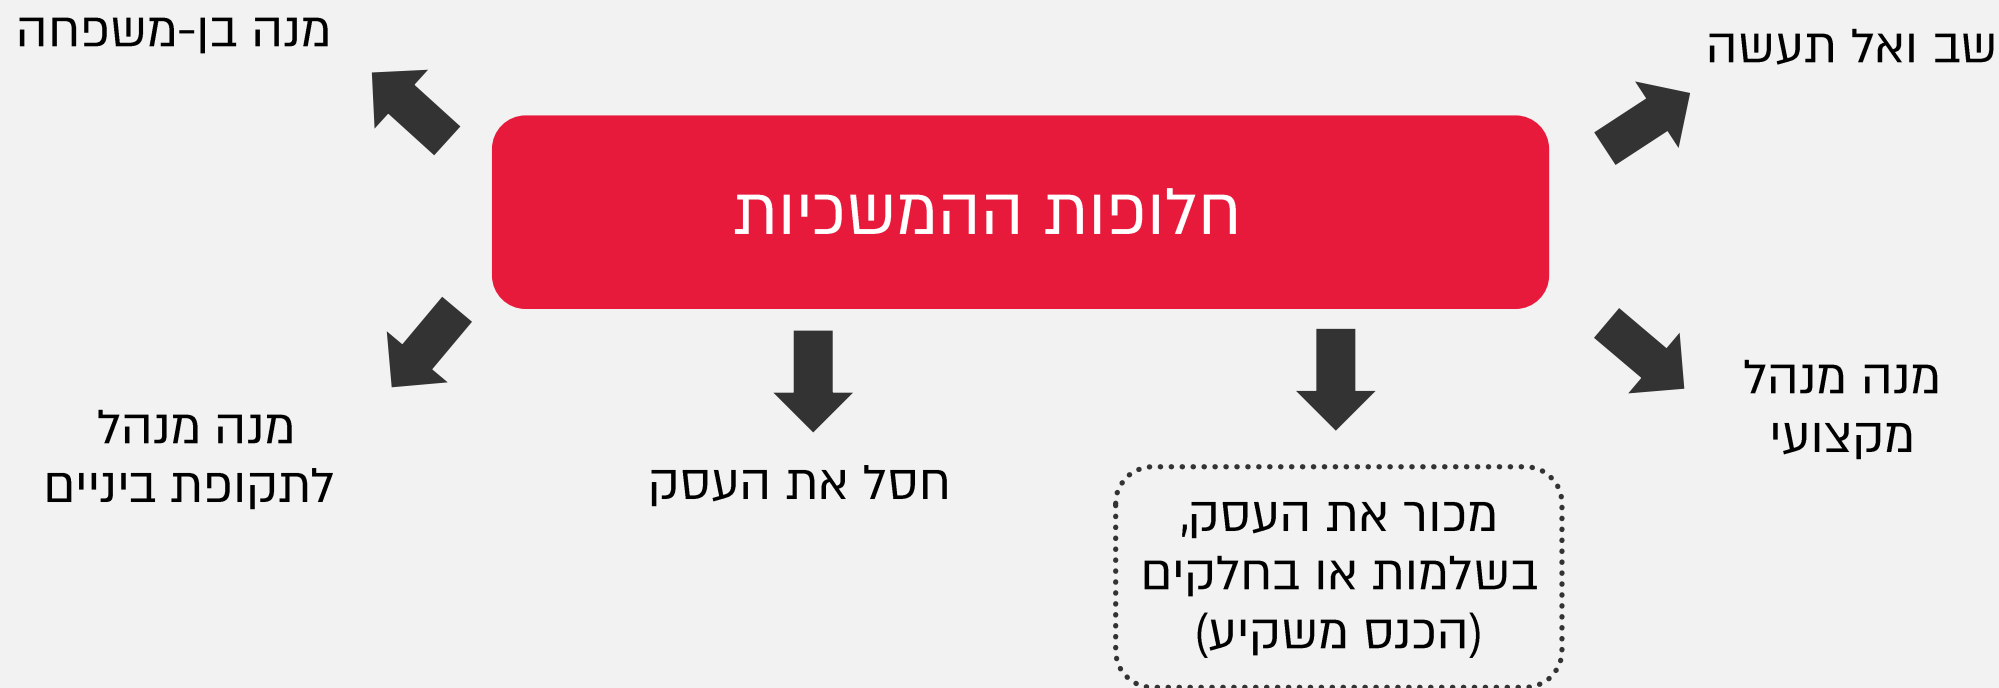 שב ואל תעשה
מנה בן-משפחה
חלופות ההמשכיות
מנה מנהל
מקצועי
מכור את העסק,
בשלמות או בחלקים
(הכנס משקיע)
חסל את העסק
מנה מנהל
לתקופת ביניים